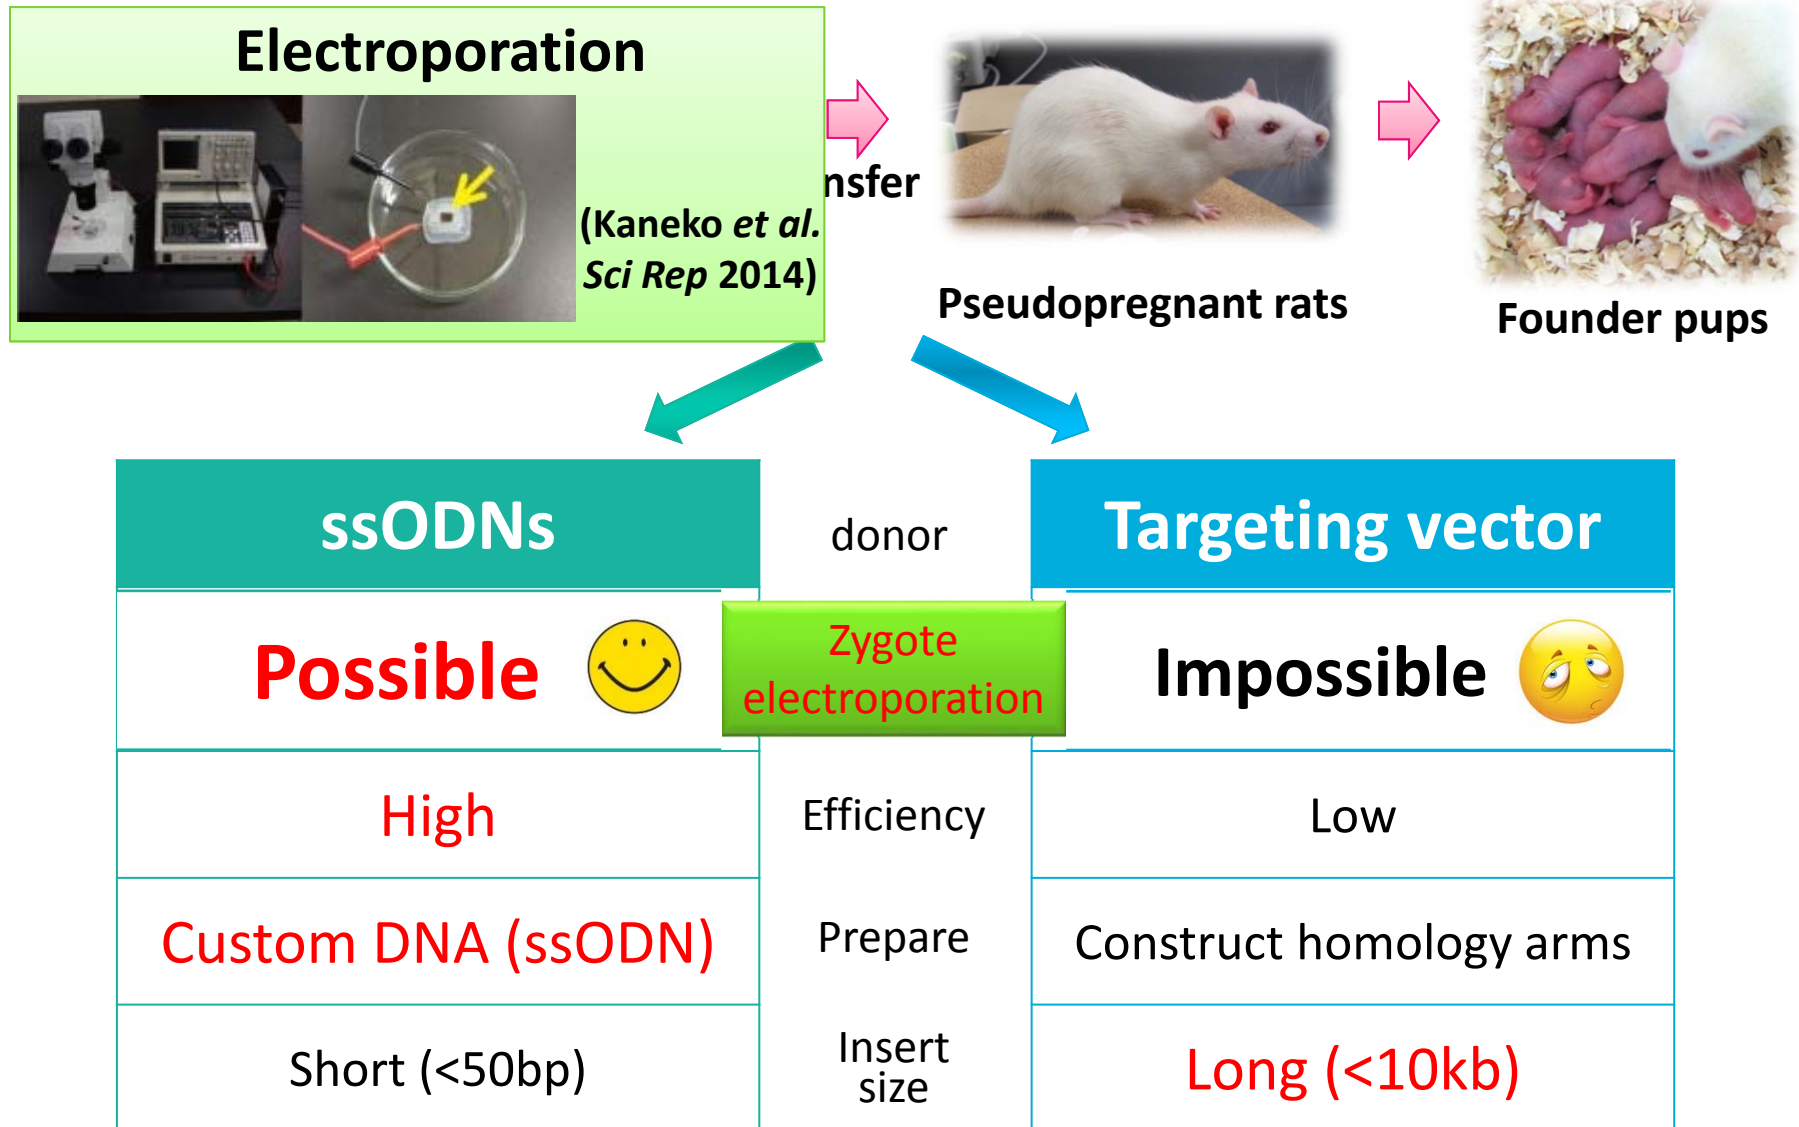 Electroporation
(Kaneko et al.
Sci Rep 2014)
nsfer
Pseudopregnant rats
Founder pups
ssODNs
donor
Targeting vector
Possible
Zygote
electroporation
Impossible
High
Efficiency
Low
Custom DNA (ssODN)
Prepare
Construct homology arms
Short (<50bp)
Insert
size
Long (<10kb)